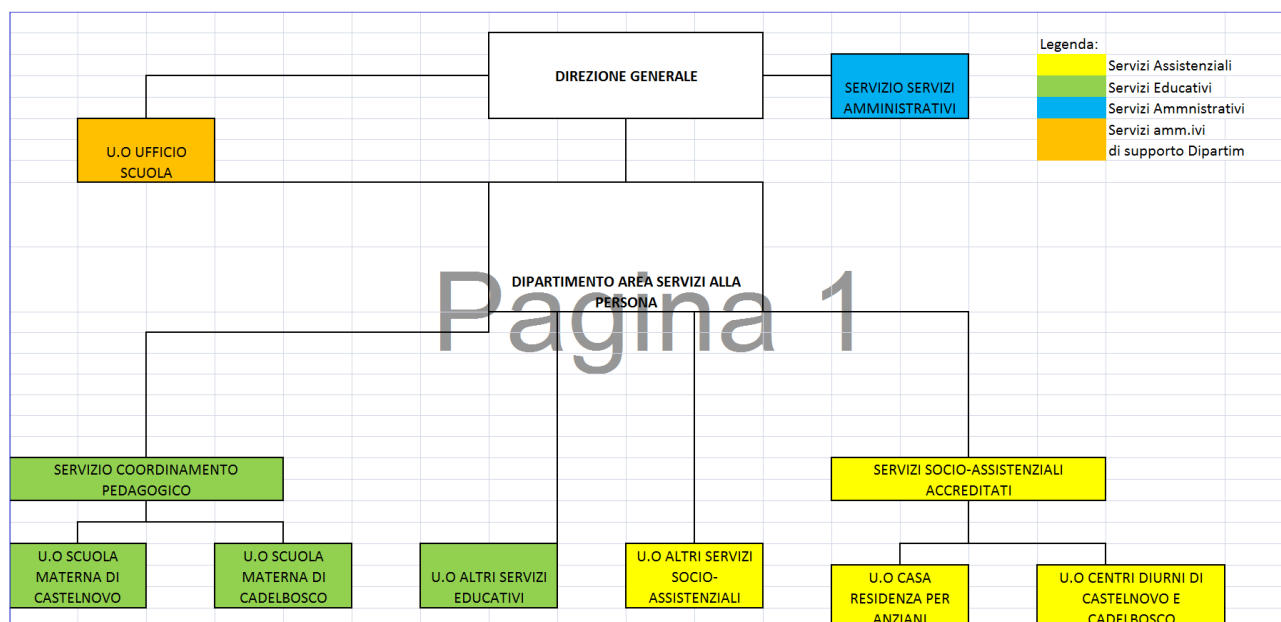 DIREZIONE GENERALE
SERVIZIO SERVIZI
AMMINISTRATIVI
Legenda:
Servizi Assistenziali
Servizi Educativi
Servizi Ammnistrativi
Servizi amm.ivi
di supporto Dipartim
U.O UFFICIO
SCUOLA
DIPARTIMENTO AREA SERVIZI ALLA
PERSONA
Pagina 1
SERVIZIO COORDINAMENTO
PEDAGOGICO
SERVIZI SOCIO-ASSISTENZIALI
ACCREDITATI
U.O SCUOLA
MATERNA DI
CASTELNOVO
U.O SCUOLA
MATERNA DI
CADELBOSCO
U.O ALTRI SERVIZI
EDUCATIVI
U.O ALTRI SERVIZI
SOCIO-
ASSISTENZIALI
U.O CASA
RESIDENZA PER
ANZIANI
U.O CENTRI DIURNI DI
CASTELNOVO E
CADELBOSCO